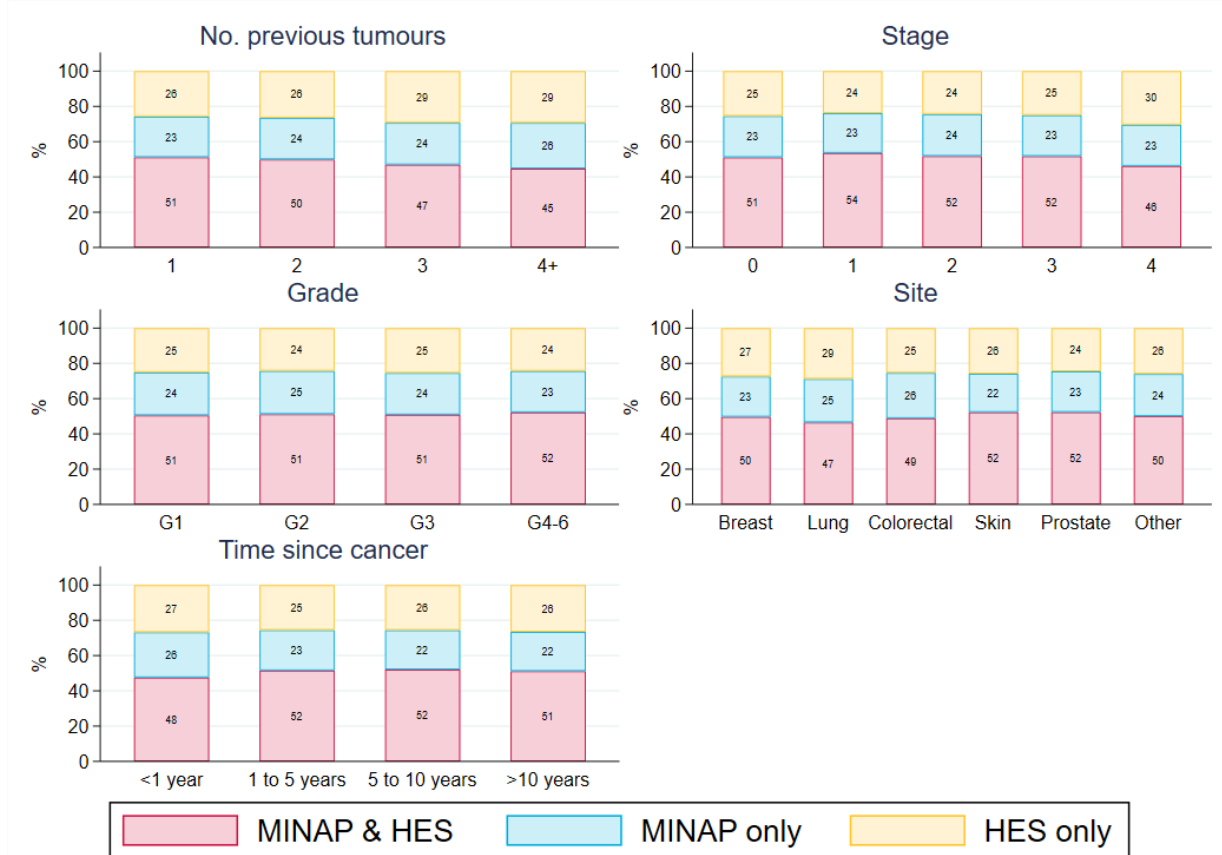 No. previous tumours
100
80
60
40
20
0
%
26 26 29 29
23 24 24 26
51 50 47 45
1 2 3 4+
Stage
100
80
60
40
20
0
%
25 24 24 25 30
23 23 24 23 23
51 54 52 52 46
0 1 2 3 4
Grade
100
80
60
40
20
0
%
25 24 25 24
24 25 24 23
51 51 51 52
G1 G2 G3 G4-6
Site
100
80
60
40
20
0
%
27 29 25 26 24 26
23 25 26 22 23 24
50 47 49 52 52 50
Breast Lung Colorectal Skin Prostate Other
Time since cancer
100
80
60
40
20
0
%
27 25 26 26
26 23 22 22
48 52 52 51
<1 year 1 to 5 years 5 to 10 years >10 years
MINAP & HES MINAP only HES only